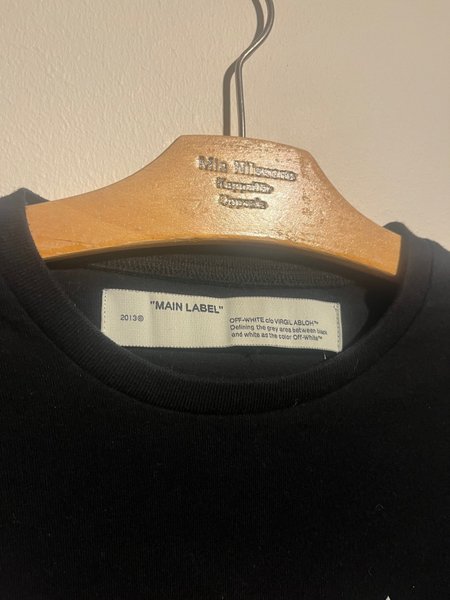 Mia
"MAIN LABEL"
2013©
OFF-WHITE c/o VIRGIL ABLOH™
Defining the grey area between black
and white as the color Off-White™